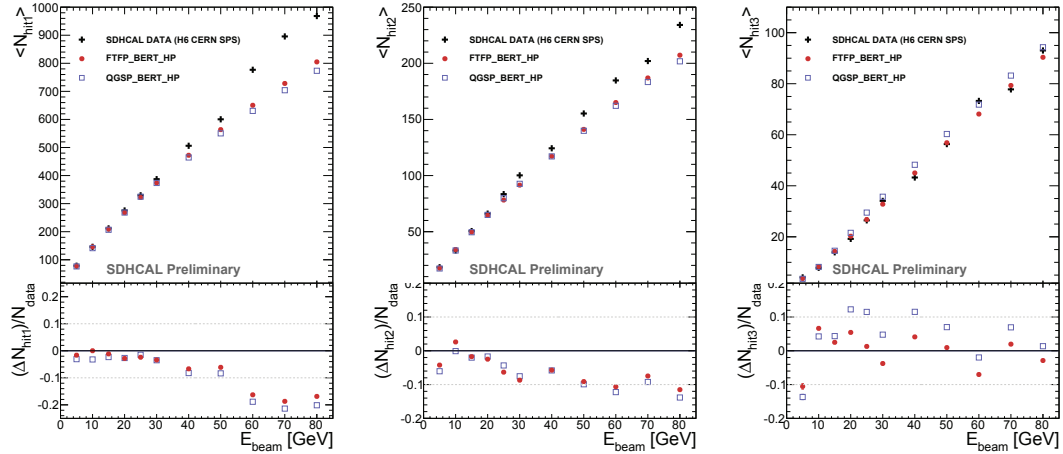 <N_hit1>
1000
900
800
700
600
500
400
300
200
100
SDHCAL DATA (H6 CERN SPS)
FTFP_BERT_HP
QGSP_BERT_HP
SDHCAL Preliminary
(ΔN_hit1)/N_data
0.2
0.1
0
-0.1
-0.2
0 10 20 30 40 50 60 70 80
E_beam [GeV]
<N_hit2>
250
200
150
100
50
SDHCAL DATA (H6 CERN SPS)
FTFP_BERT_HP
QGSP_BERT_HP
SDHCAL Preliminary
(ΔN_hit2)/N_data
0.2
0.1
0
-0.1
-0.2
0 10 20 30 40 50 60 70 80
E_beam [GeV]
<N_hit3>
100
80
60
40
20
SDHCAL DATA (H6 CERN SPS)
FTFP_BERT_HP
QGSP_BERT_HP
SDHCAL Preliminary
(ΔN_hit3)/N_data
0.2
0.1
0
-0.1
0 10 20 30 40 50 60 70 80
E_beam [GeV]